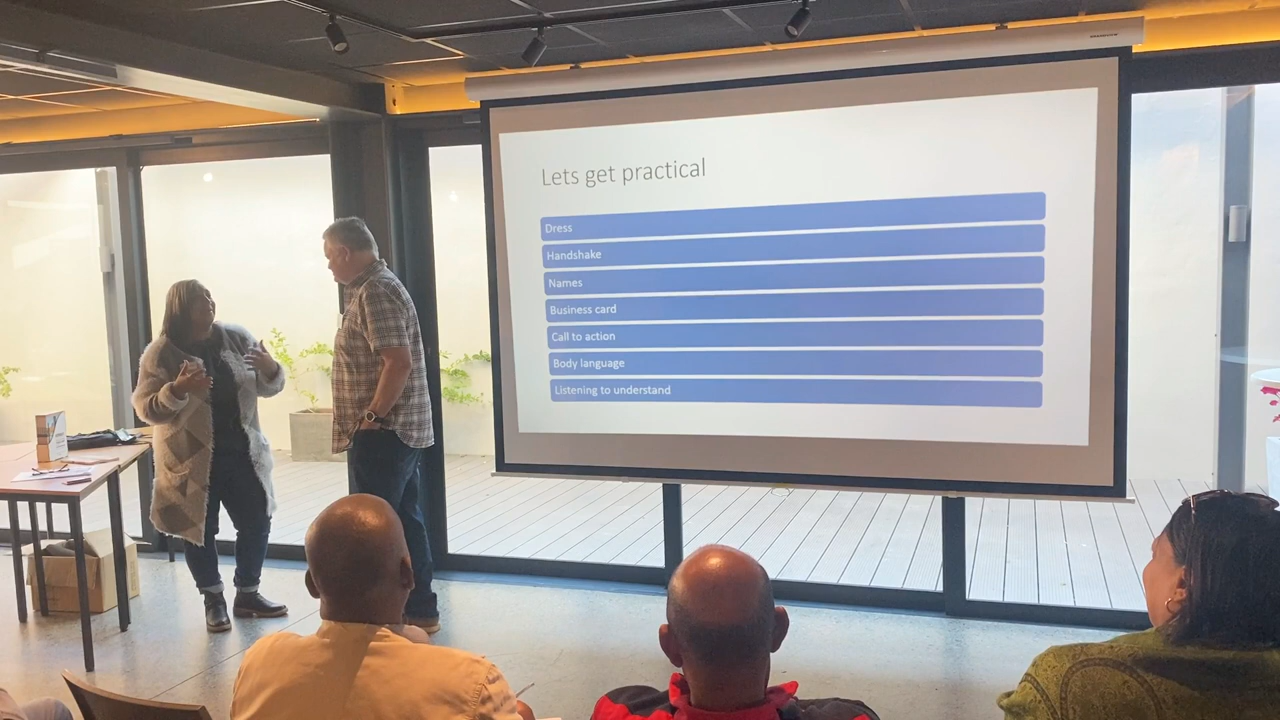 Lets get practical
Dress
Handshake
Names
Business card
Call to action
Body language
Listening to understand